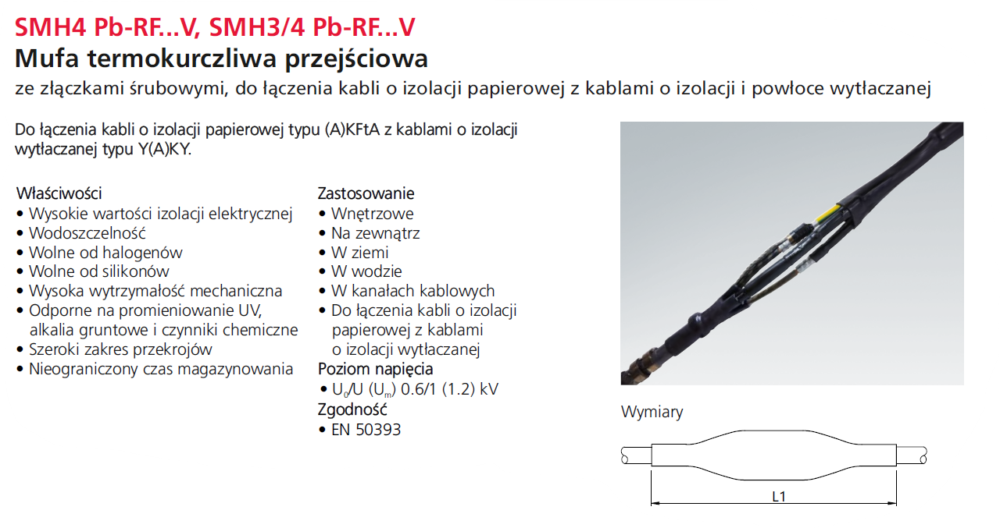 SMH4 Pb-RF...V, SMH3/4 Pb-RF...V
Mufa termokurczliwa przejściowa
ze złączkami śrubowymi, do łączenia kabli o izolacji papierowej z kablami o izolacji i powłoce wytłaczanej
Do łączenia kabli o izolacji papierowej typu (A)KFtA z kablami o izolacji
wytłaczanej typu Y(A)KY.
Właściwości
• Wysokie wartości izolacji elektrycznej
• Wodoszczelność
• Wolne od halogenów
• Wolne od silikonów
• Wysoka wytrzymałość mechaniczna
• Odporne na promieniowanie UV,
alkalia gruntowe i czynniki chemiczne
• Szeroki zakres przekrojów
• Nieograniczony czas magazynowania
Zastosowanie
• Wnętrzowe
• Na zewnątrz
• W ziemi
• W wodzie
• W kanałach kablowych
• Do łączenia kabli o izolacji
papierowej z kablami
o izolacji wytłaczanej
Poziom napięcia
• U₀/U (Uₘ) 0.6/1 (1.2) kV
Zgodność
• EN 50393
Wymiary
L1